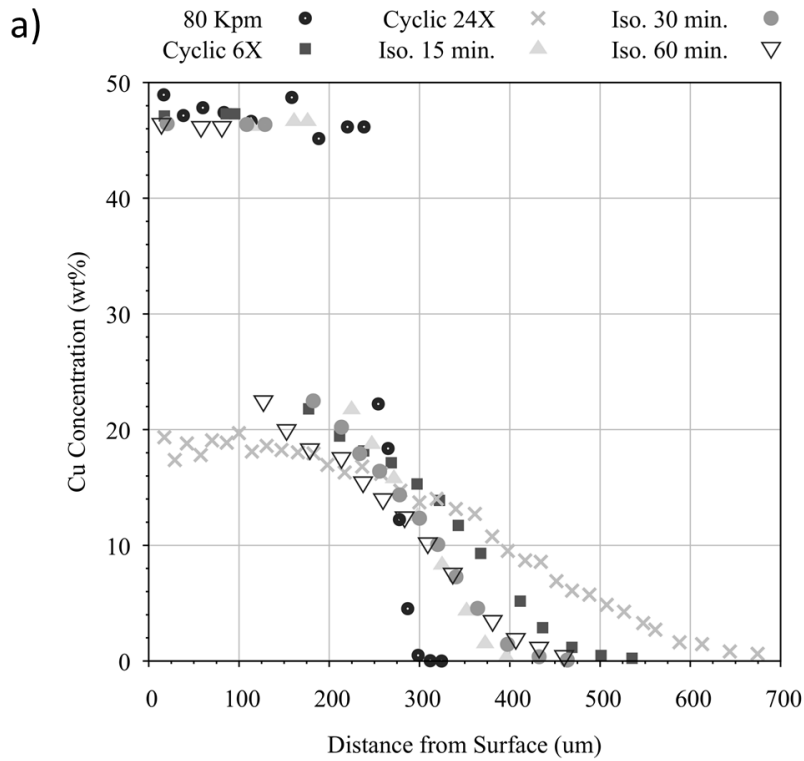 a)
80 Kpm Cyclic 24X Iso. 30 min.
Cyclic 6X Iso. 15 min. Iso. 60 min.
50
40
30
20
10
0
Cu Concentration (wt%)
0 100 200 300 400 500 600 700
Distance from Surface (um)